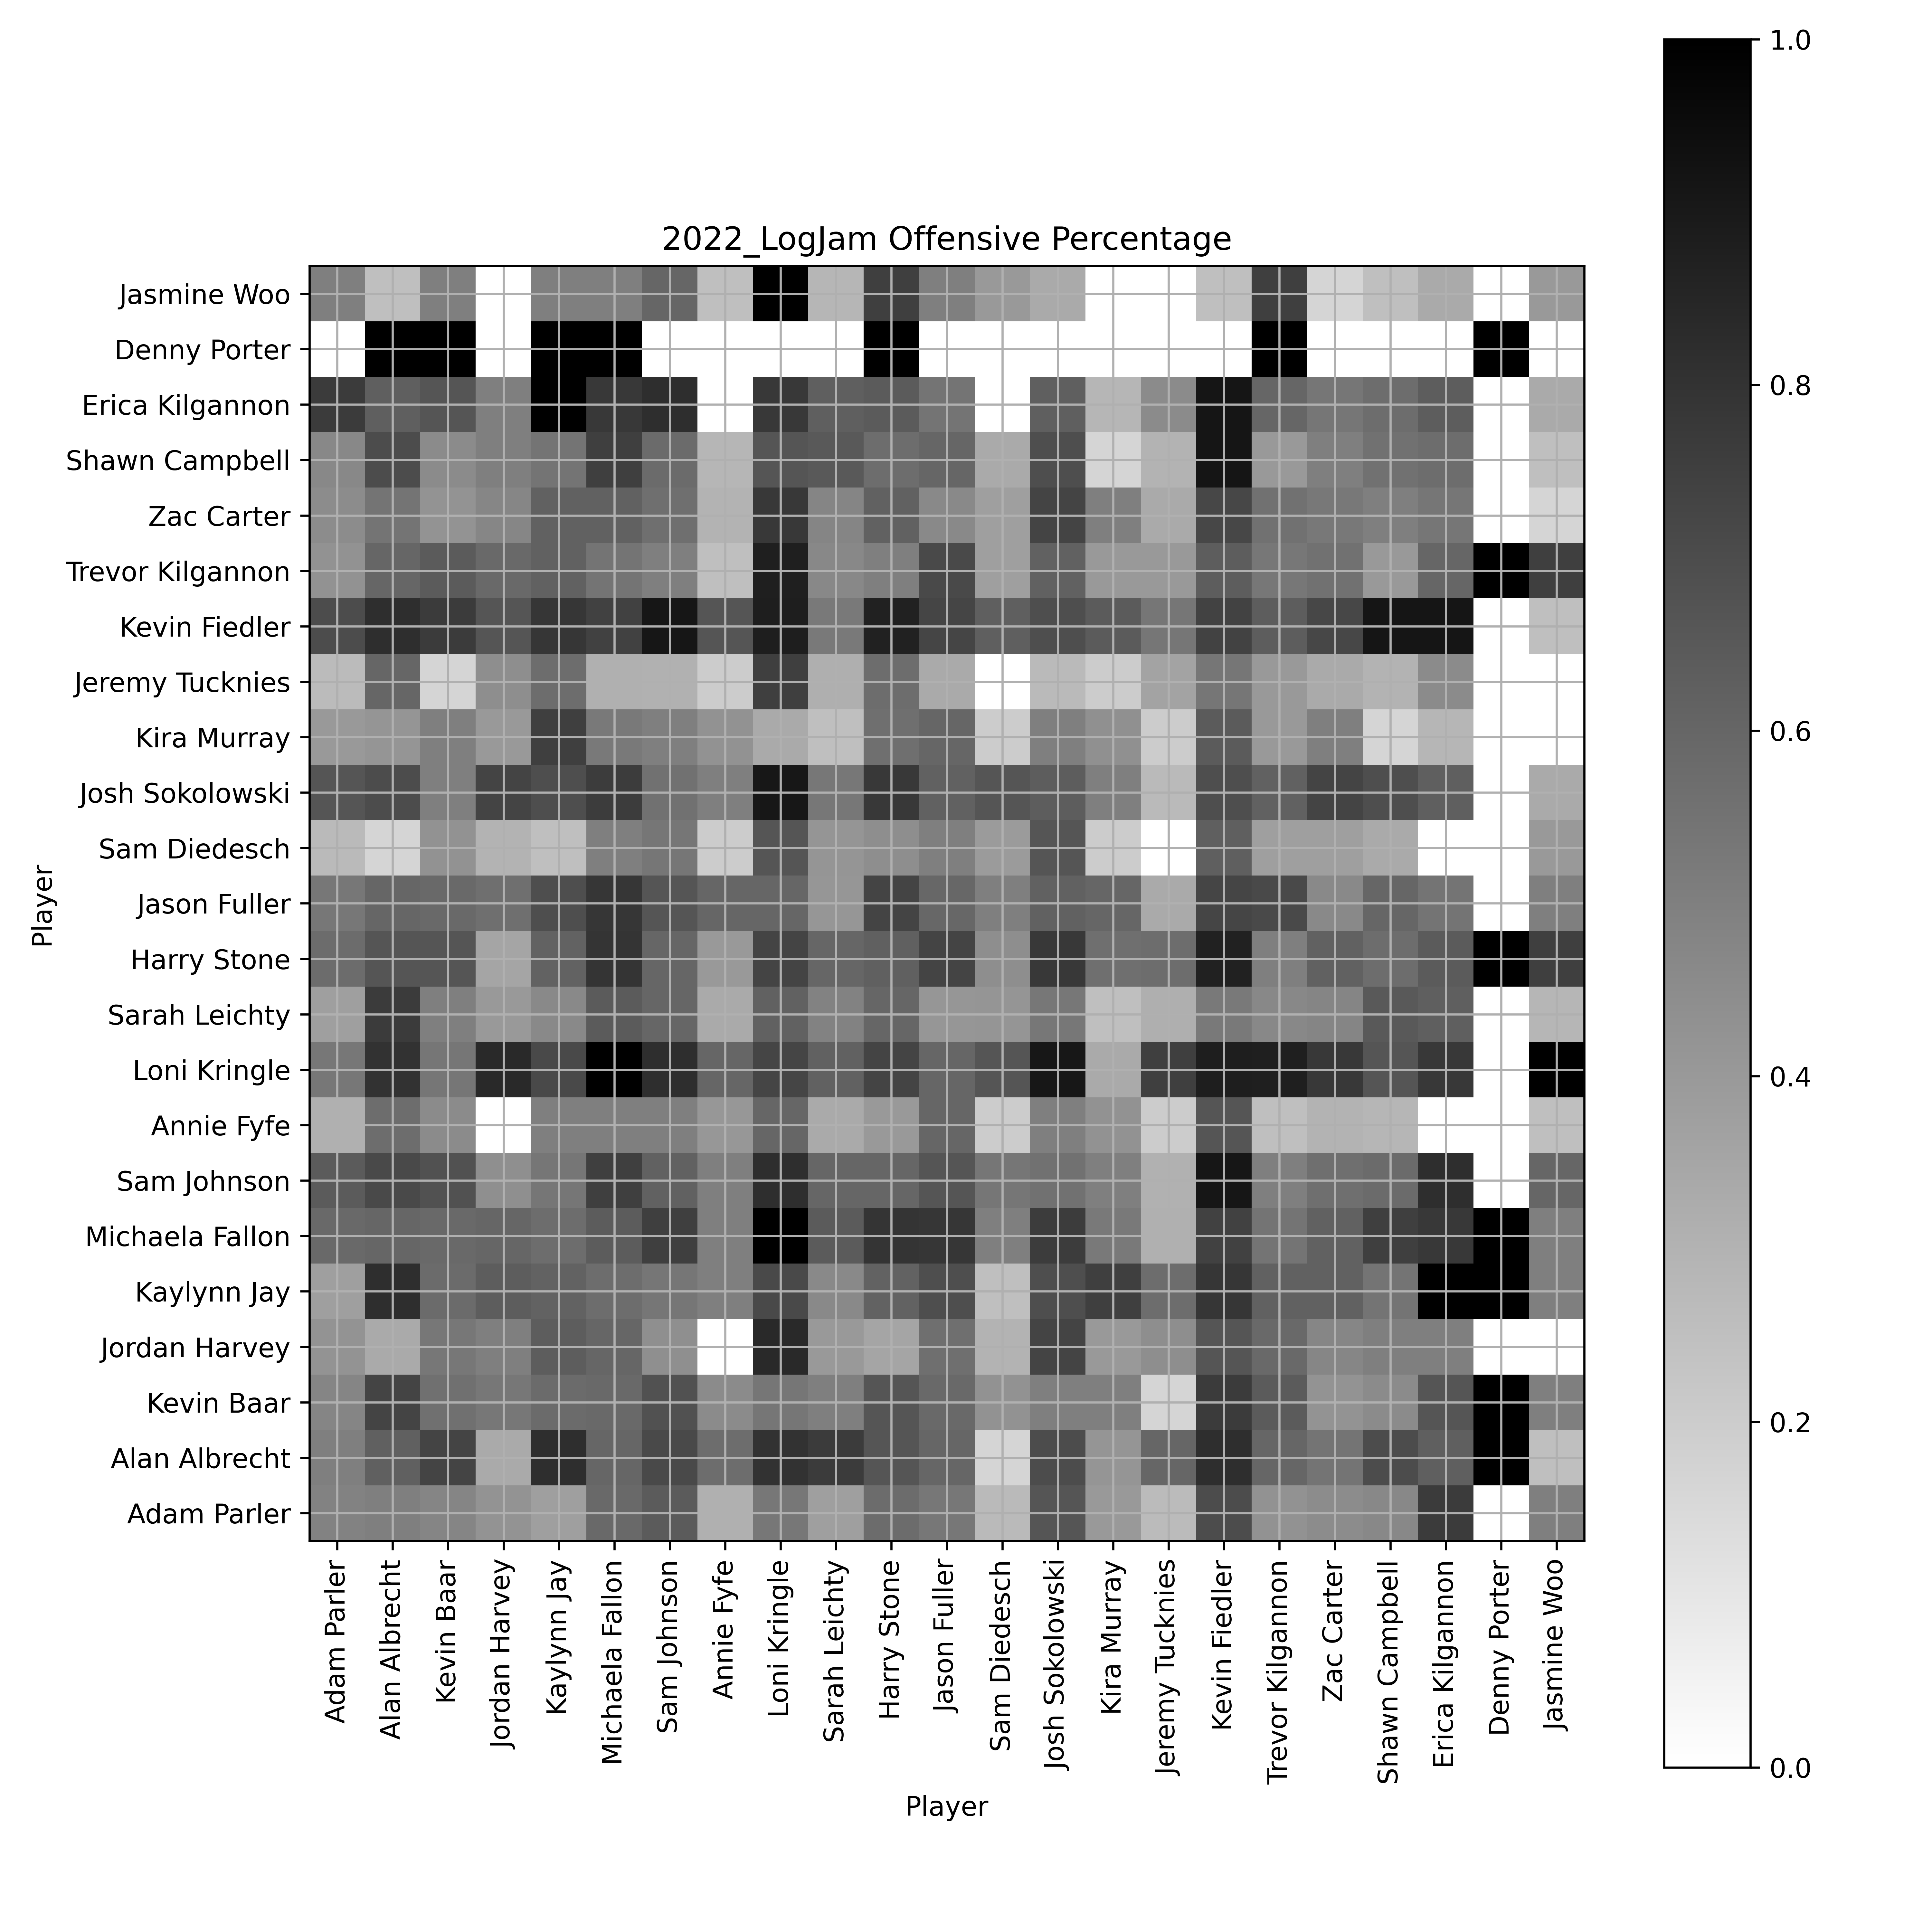 2022_LogJam Offensive Percentage
Player
Jasmine Woo
Denny Porter
Erica Kilgannon
Shawn Campbell
Zac Carter
Trevor Kilgannon
Kevin Fiedler
Jeremy Tucknies
Kira Murray
Josh Sokolowski
Sam Diedesch
Jason Fuller
Harry Stone
Sarah Leichty
Loni Kringle
Annie Fyfe
Sam Johnson
Michaela Fallon
Kaylynn Jay
Jordan Harvey
Kevin Baar
Alan Albrecht
Adam Parler
Adam Parler
Alan Albrecht
Kevin Baar
Jordan Harvey
Kaylynn Jay
Michaela Fallon
Sam Johnson
Annie Fyfe
Loni Kringle
Sarah Leichty
Harry Stone
Jason Fuller
Sam Diedesch
Josh Sokolowski
Kira Murray
Jeremy Tucknies
Kevin Fiedler
Trevor Kilgannon
Zac Carter
Shawn Campbell
Erica Kilgannon
Denny Porter
Jasmine Woo
Player
1.0
0.8
0.6
0.4
0.2
0.0